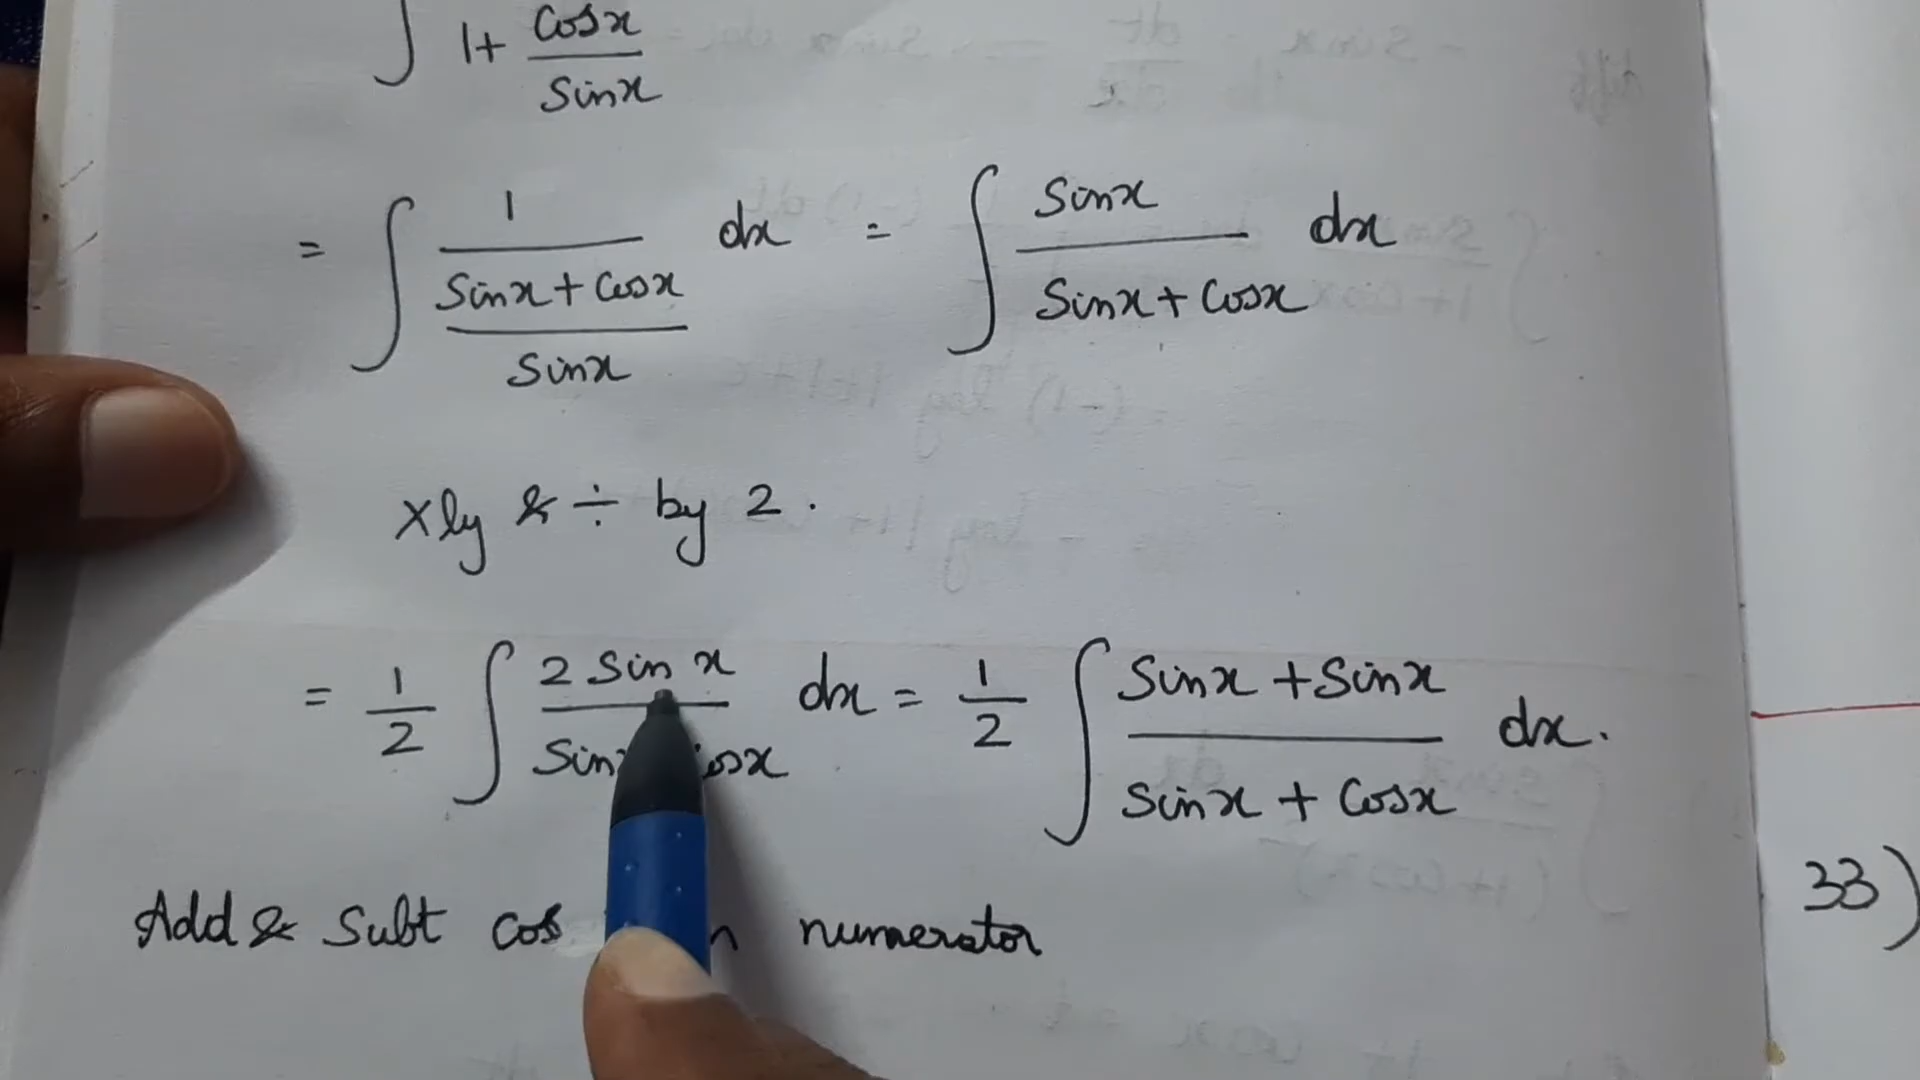 ∫ 1 + cosx / sinx
= ∫ 1 / (sinx + cosx / sinx) dx = ∫ sinx / (sinx + cosx) dx
xly & ÷ by 2.
= 1/2 ∫ 2 sin x / sinx cosx dx = 1/2 ∫ (sinx + sinx) / (sinx + cosx) dx.
Add & Subt cos numerator
33)